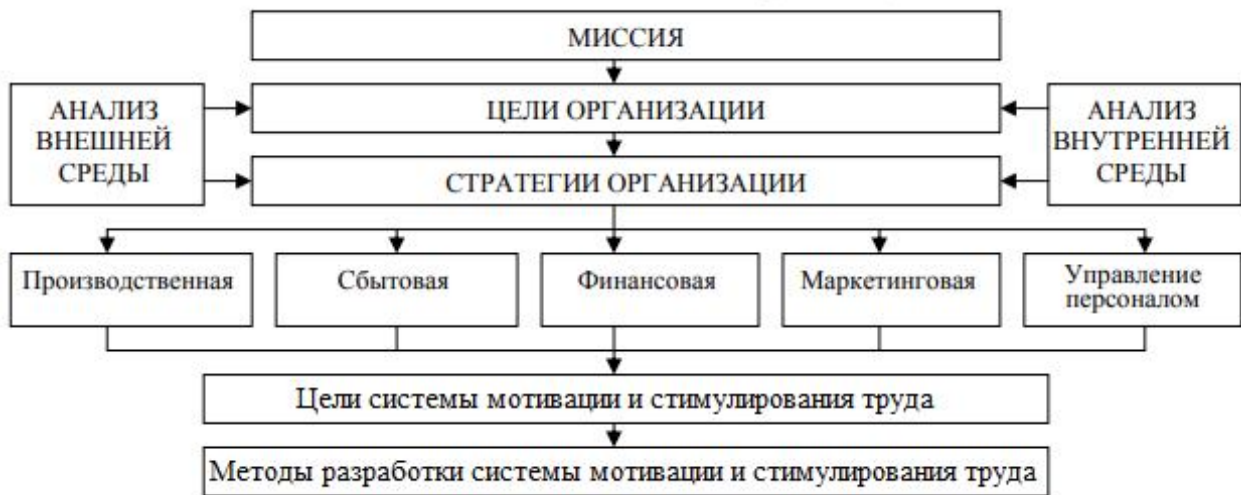 МИССИЯ
АНАЛИЗ
ВНЕШНЕЙ
СРЕДЫ
ЦЕЛИ ОРГАНИЗАЦИИ
АНАЛИЗ
ВНУТРЕННЕЙ
СРЕДЫ
СТРАТЕГИИ ОРГАНИЗАЦИИ
Производственная
Сбытовая
Финансовая
Маркетинговая
Управление
персоналом
Цели системы мотивации и стимулирования труда
Методы разработки системы мотивации и стимулирования труда